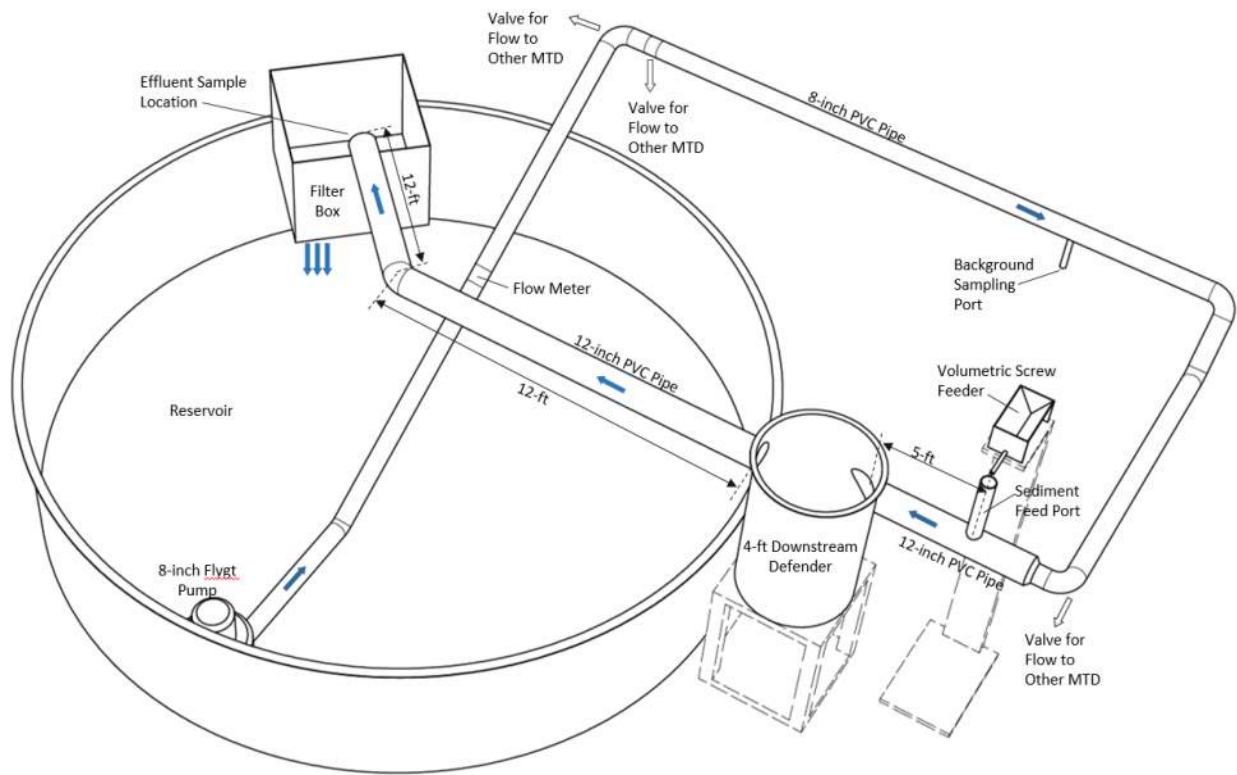 Valve for
Flow to
Other MTD
Effluent Sample
Location
Valve for
Flow to
Other MTD
8-inch PVC Pipe
12-ft
Filter
Box
Background
Sampling
Port
Flow Meter
12-inch PVC Pipe
Volumetric Screw
Feeder
12-ft
Reservoir
5-ft
Sediment
Feed Port
4-ft Downstream
Defender
12-inch PVC Pipe
8-inch Flygt
Pump
Valve for
Flow to
Other MTD